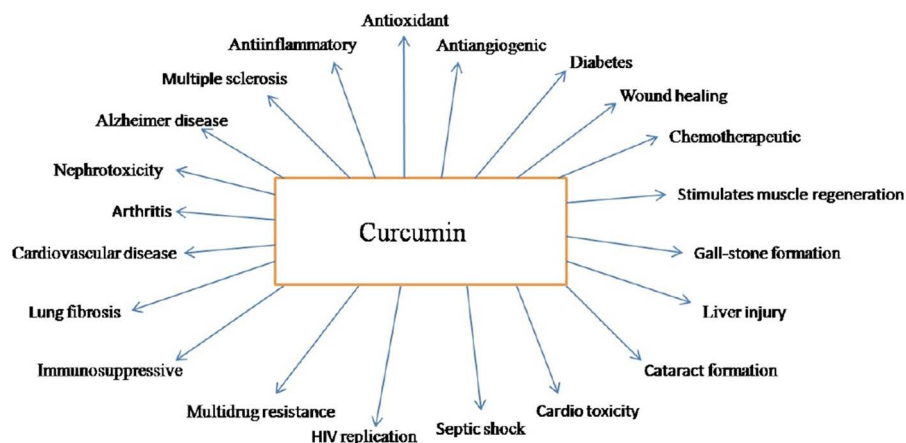 Antioxidant
Antiinflammatory
Antiangiogenic
Multiple sclerosis
Diabetes
Alzheimer disease
Wound healing
Nephrotoxicity
Chemotherapeutic
Arthritis
Stimulates muscle regeneration
Curcumin
Cardiovascular disease
Gall-stone formation
Lung fibrosis
Liver injury
Immunosuppressive
Cataract formation
Multidrug resistance
HIV replication
Septic shock
Cardio toxicity